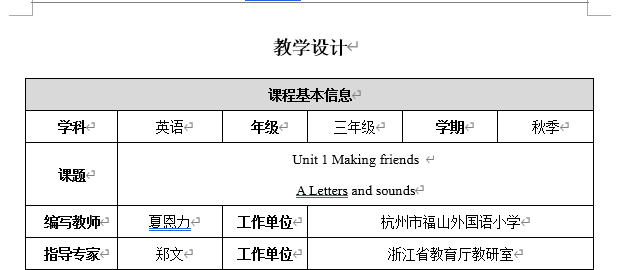 教学设计
课程基本信息
学科 英语 年级 三年级 学期 秋季
课题 Unit 1 Making friends
A Letters and sounds
编写教师 夏恩力 工作单位 杭州市福山外国语小学
指导专家 郑文 工作单位 浙江省教育厅教研室